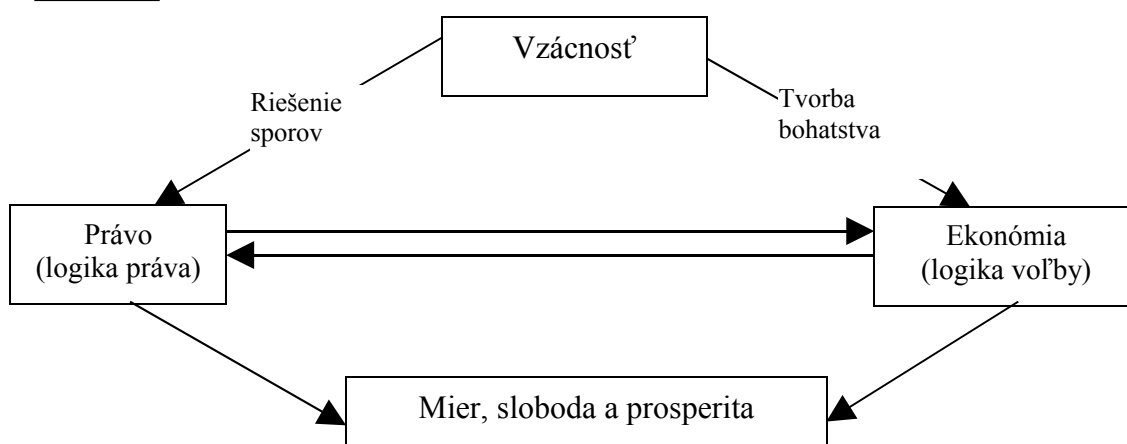 Vzácnosť
Riešenie
sporov
Tvorba
bohatstva
Právo
(logika práva)
Ekonómia
(logika voľby)
Mier, sloboda a prosperita